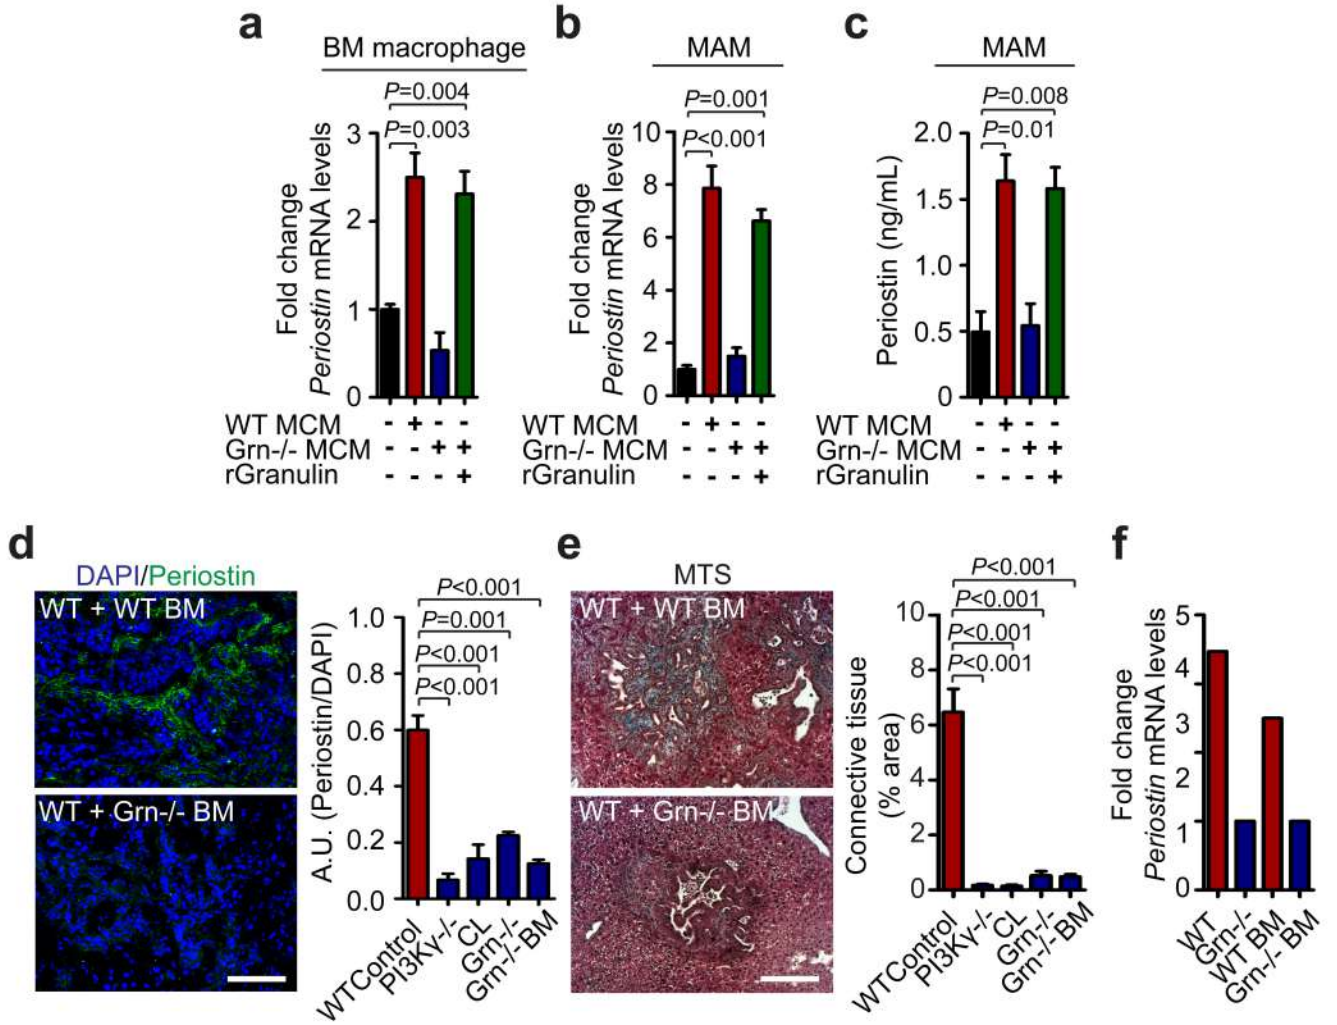 a
BM macrophage
P=0.004
P=0.003
Fold change
Periostin mRNA levels
3
2
1
0
WT MCM - + - -
Grn-/- MCM - - + +
rGranulin - - - +
b
MAM
P=0.001
P<0.001
Fold change
Periostin mRNA levels
10
8
6
4
2
0
WT MCM - + - -
Grn-/- MCM - - + +
rGranulin - - - +
c
MAM
P=0.008
P=0.01
Periostin (ng/mL)
2.0
1.5
1.0
0.5
0
WT MCM - + - -
Grn-/- MCM - - + +
rGranulin - - - +
d
DAPI/Periostin
WT + WT BM
WT + Grn-/- BM
P<0.001
P=0.001
P<0.001
P<0.001
A.U. (Periostin/DAPI)
1.0
0.8
0.6
0.4
0.2
0.0
WTControl
PI3Kγ-/-
CL
Grn-/-
Grn-/- BM
e
MTS
WT + WT BM
WT + Grn-/- BM
P<0.001
P<0.001
P<0.001
P<0.001
Connective tissue
(% area)
10
8
6
4
2
0
WTControl
PI3Kγ-/-
CL
Grn-/-
Grn-/- BM
f
Fold change
Periostin mRNA levels
5
4
3
2
1
0
WT
Grn-/-
WT BM
Grn-/- BM